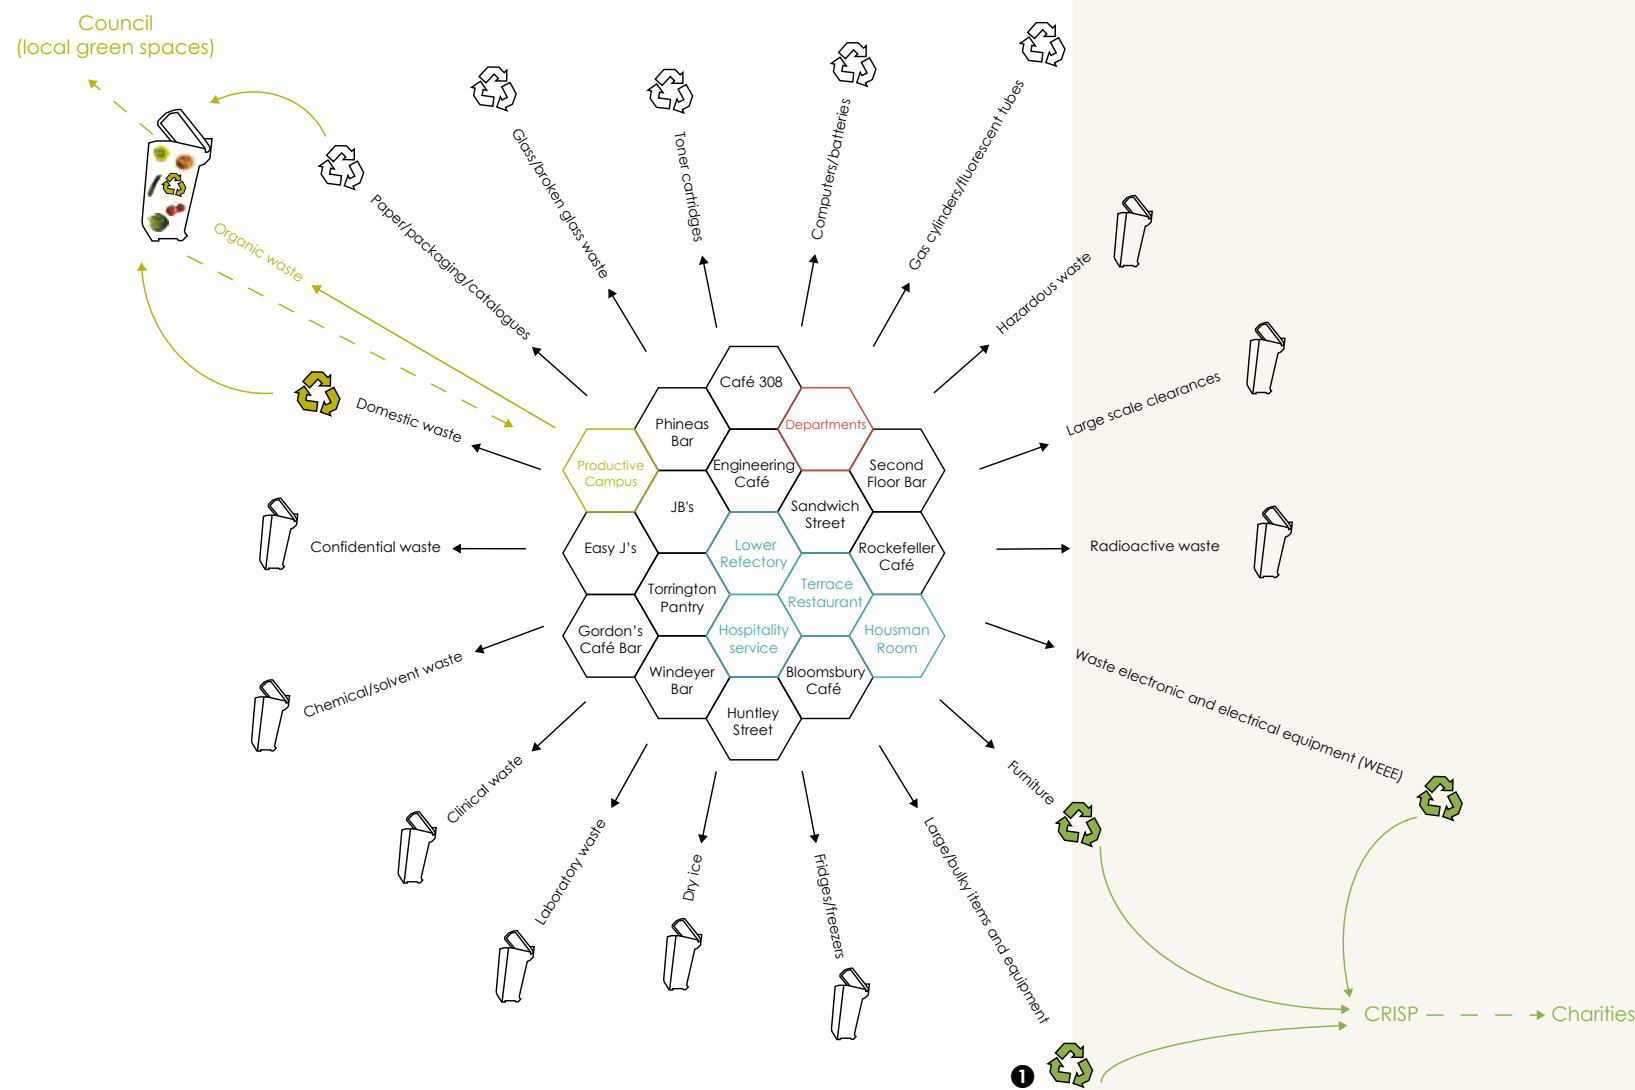 Council
(local green spaces)
Organic waste
Paper/packaging/catalogues
Glass/broken glass waste
Toner cartridges
Computers/batteries
Gas cylinders/fluorescent tubes
Hazardous waste
Large scale clearances
Radioactive waste
Waste electronic and electrical equipment (WEEE)
Furniture
Large/bulky items and equipment
Fridges/freezers
Dry ice
Laboratory waste
Clinical waste
Chemical/solvent waste
Confidential waste
Domestic waste
Café 308
Phineas
Bar
Departments
Productive
Campus
Engineering
Café
Second
Floor Bar
JB's
Sandwich
Street
Easy J’s
Lower
Refectory
Rockefeller
Café
Torrington
Pantry
Terrace
Restaurant
Gordon’s
Café Bar
Hospitality
service
Housman
Room
Windeyer
Bar
Bloomsbury
Café
Huntley
Street
CRISP
Charities
1